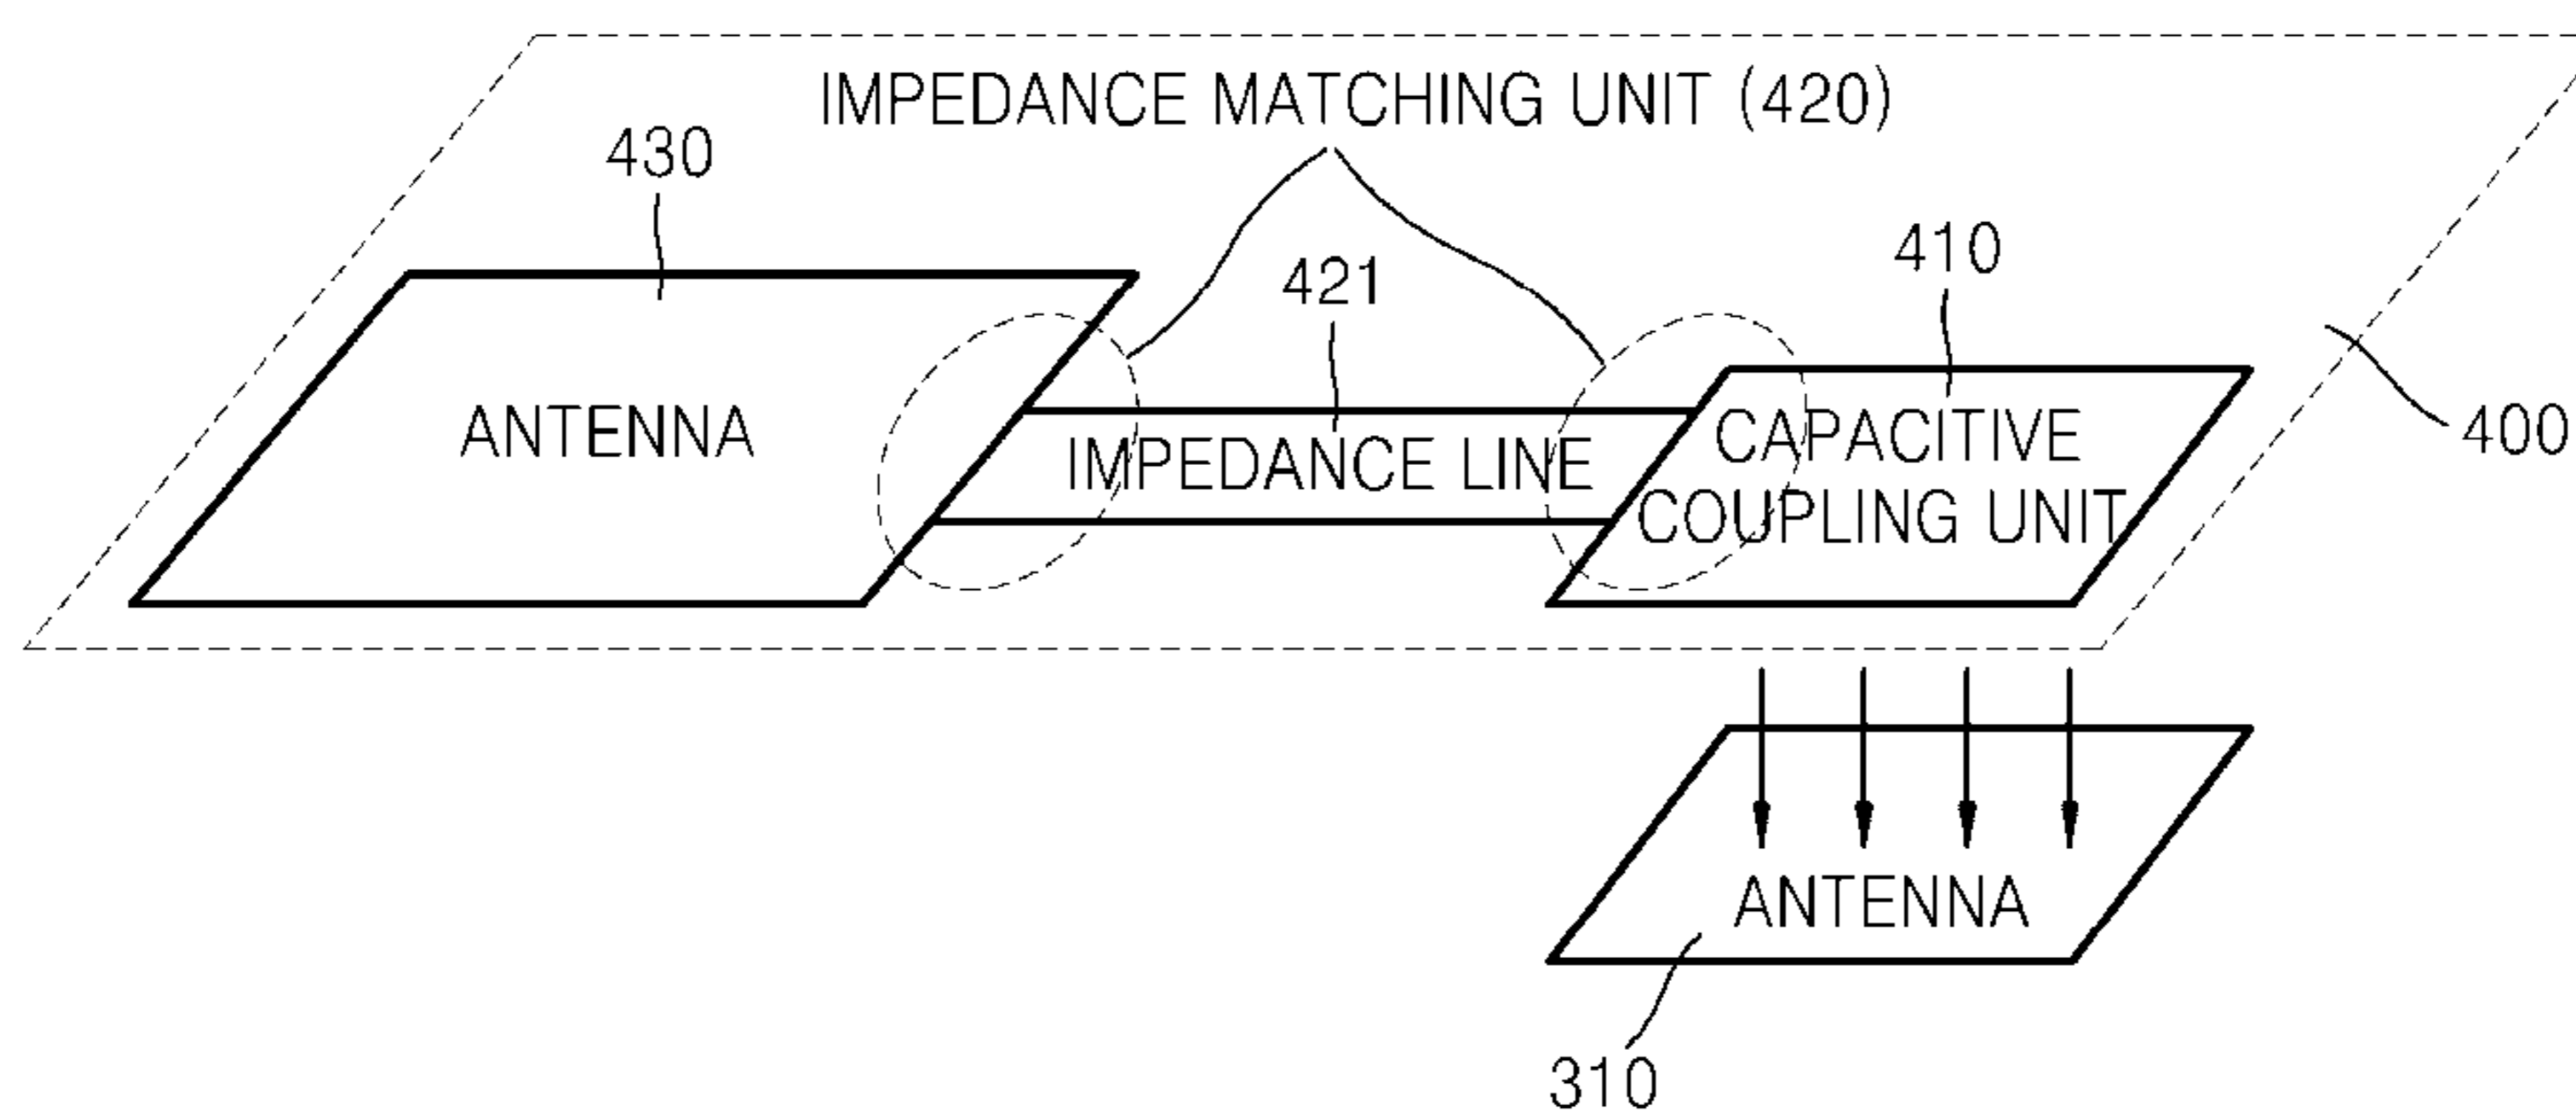 IMPEDANCE MATCHING UNIT (420)
430
410
421
400
ANTENNA
IMPEDANCE LINE
CAPACITIVE
COUPLING UNIT
ANTENNA
310